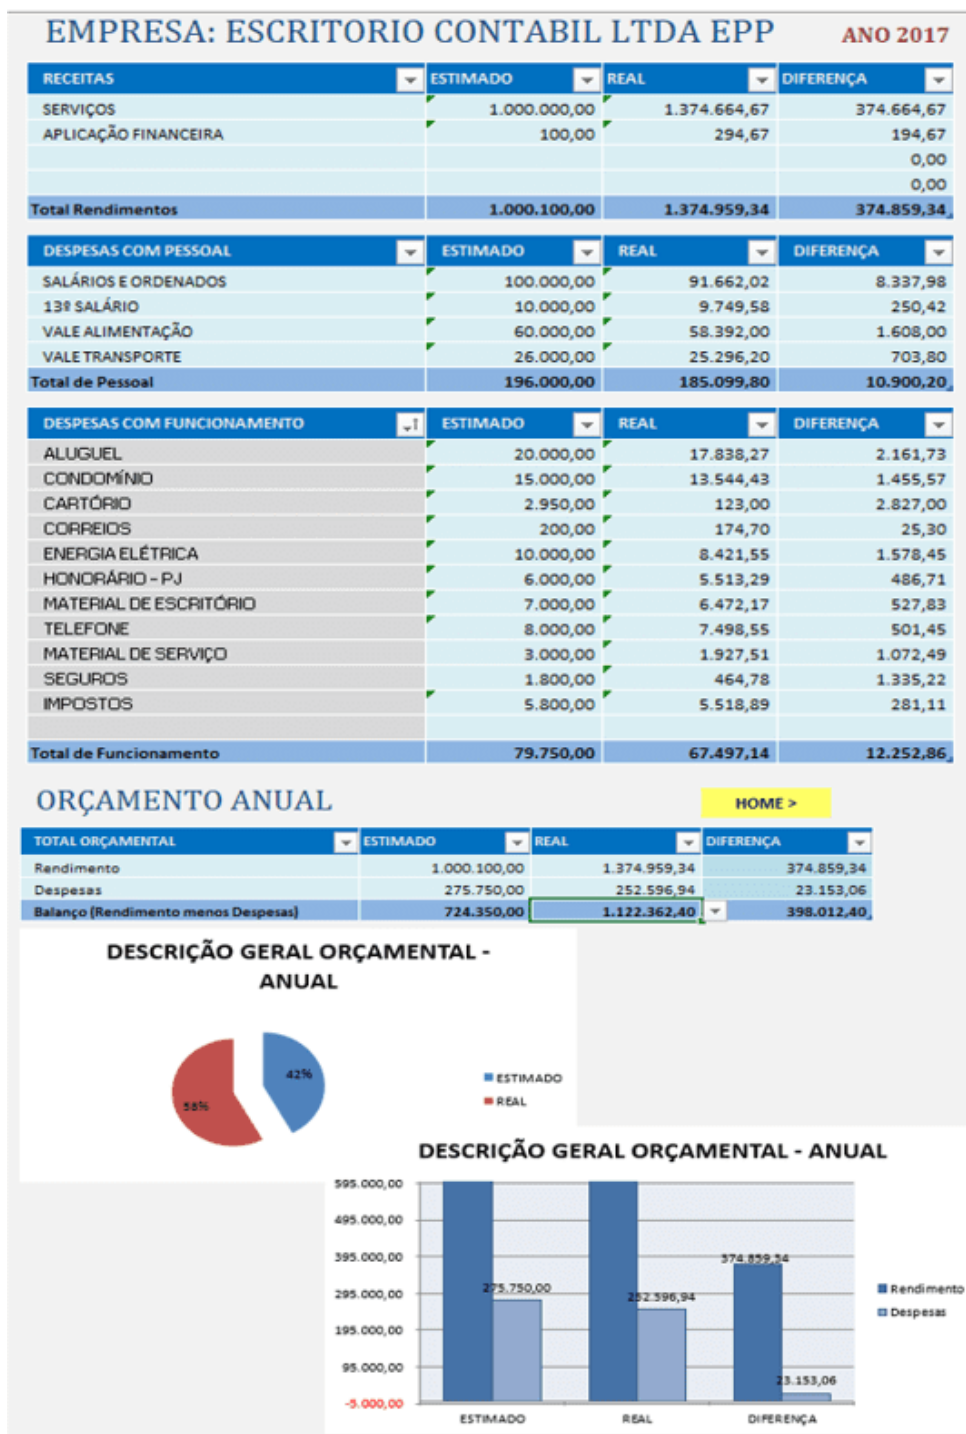 EMPRESA: ESCRITORIO CONTABIL LTDA EPP ANO 2017
RECEITAS ESTIMADO REAL DIFERENÇA
SERVIÇOS 1.000.000,00 1.374.664,67 374.664,67
APLICAÇÃO FINANCEIRA 100,00 294,67 194,67
0,00
0,00
Total Rendimentos 1.000.100,00 1.374.959,34 374.859,34
DESPESAS COM PESSOAL ESTIMADO REAL DIFERENÇA
SALÁRIOS E ORDENADOS 100.000,00 91.662,02 8.337,98
13º SALÁRIO 10.000,00 9.749,58 250,42
VALE ALIMENTAÇÃO 60.000,00 58.392,00 1.608,00
VALE TRANSPORTE 26.000,00 25.296,20 703,80
Total de Pessoal 196.000,00 185.099,80 10.900,20
DESPESAS COM FUNCIONAMENTO ESTIMADO REAL DIFERENÇA
ALUGUEL 20.000,00 17.838,27 2.161,73
CONDOMÍNIO 15.000,00 13.544,43 1.455,57
CARTÓRIO 2.950,00 123,00 2.827,00
CORREIOS 200,00 174,70 25,30
ENERGIA ELÉTRICA 10.000,00 8.421,55 1.578,45
HONORÁRIO - PJ 6.000,00 5.513,29 486,71
MATERIAL DE ESCRITÓRIO 7.000,00 6.472,17 527,83
TELEFONE 8.000,00 7.498,55 501,45
MATERIAL DE SERVIÇO 3.000,00 1.927,51 1.072,49
SEGUROS 1.800,00 464,78 1.335,22
IMPOSTOS 5.800,00 5.518,89 281,11
Total de Funcionamento 79.750,00 67.497,14 12.252,86
ORÇAMENTO ANUAL HOME >
TOTAL ORÇAMENTAL ESTIMADO REAL DIFERENÇA
Rendimento 1.000.100,00 1.374.959,34 374.859,34
Despesas 275.750,00 252.596,94 23.153,06
Balanço (Rendimento menos Despesas) 724.350,00 1.122.362,40 398.012,40
DESCRIÇÃO GERAL ORÇAMENTAL -
ANUAL
42%
58%
ESTIMADO
REAL
DESCRIÇÃO GERAL ORÇAMENTAL - ANUAL
595.000,00
495.000,00
395.000,00
374.859,34
295.000,00
275.750,00
252.596,94
Rendimento
Despesas
195.000,00
95.000,00
23.153,06
-5.000,00
ESTIMADO REAL DIFERENÇA